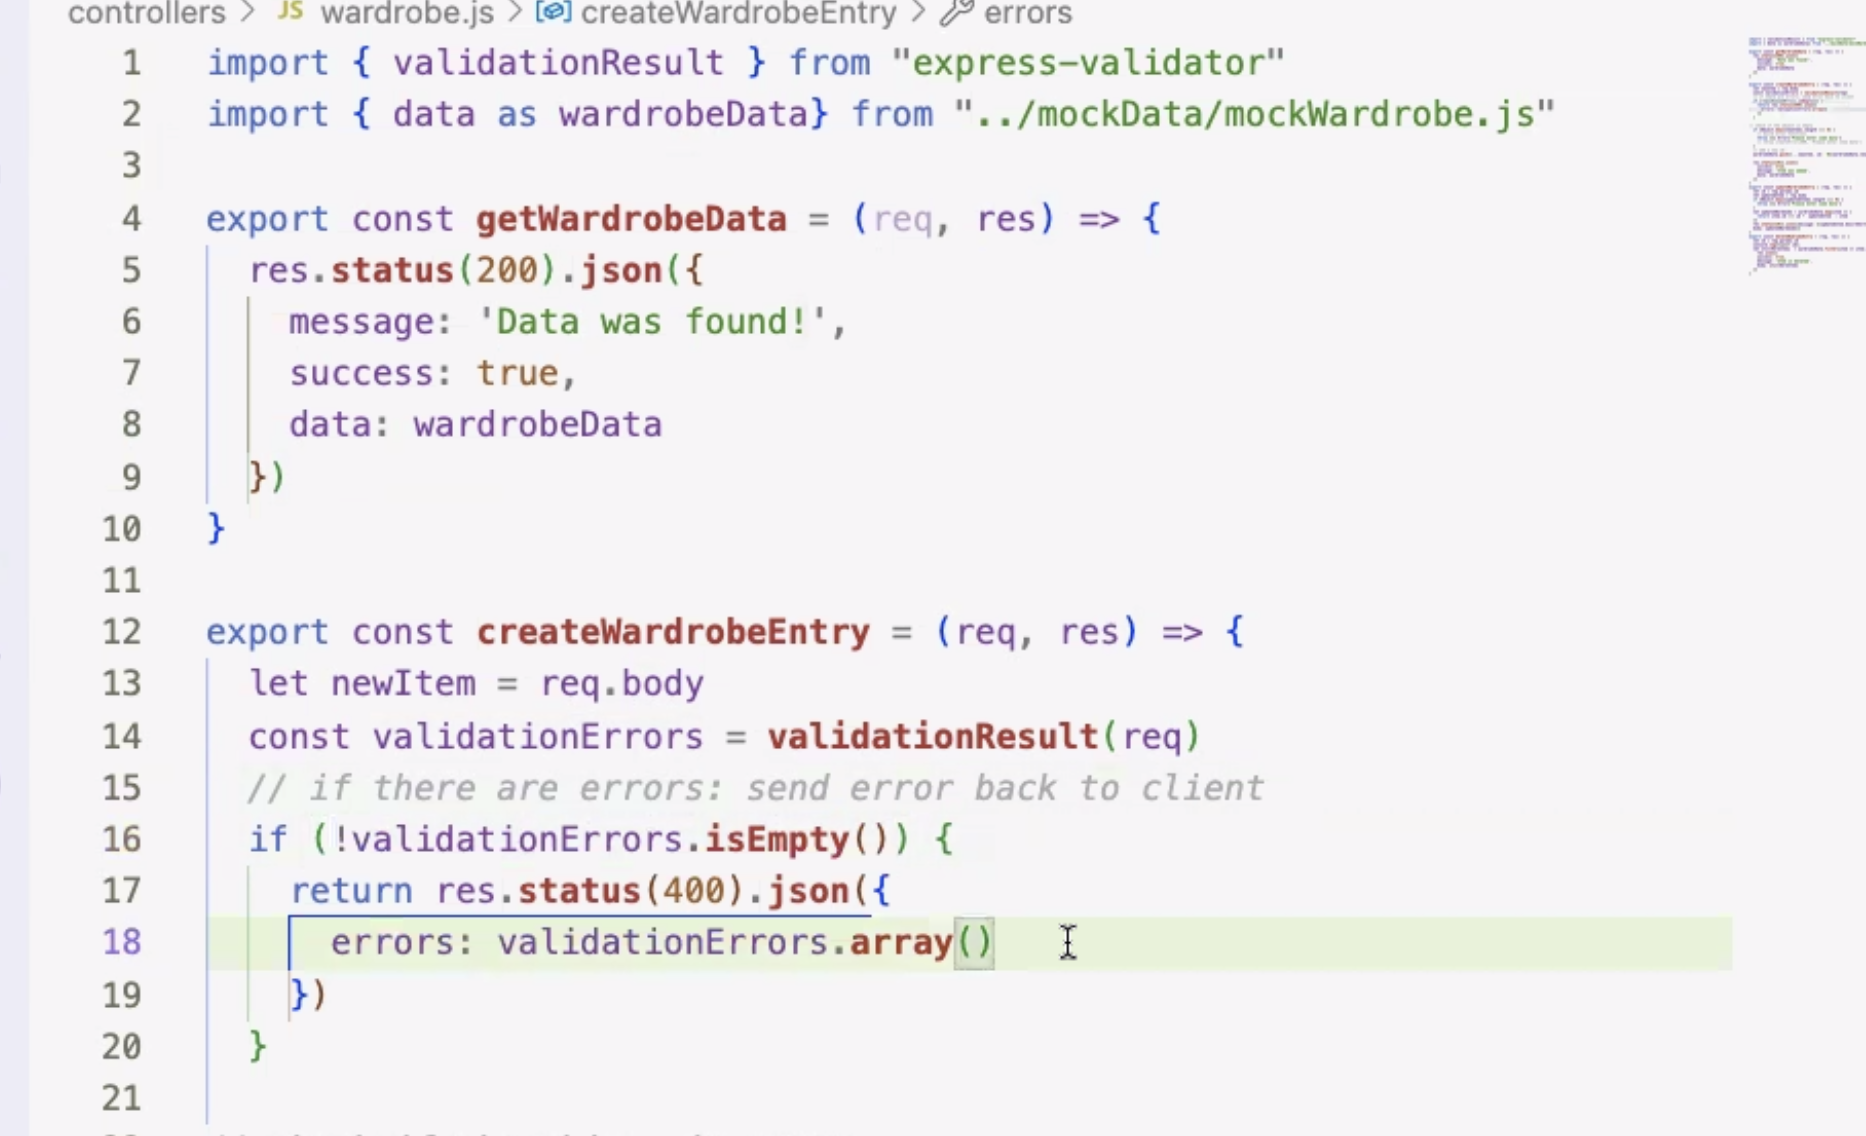 controllers > JS wardrobe.js > createWardrobeEntry > errors
1 import { validationResult } from "express-validator"
2 import { data as wardrobeData} from "../mockData/mockWardrobe.js"
3
4 export const getWardrobeData = (req, res) => {
5 res.status(200).json({
6 message: 'Data was found!',
7 success: true,
8 data: wardrobeData
9 })
10 }
11
12 export const createWardrobeEntry = (req, res) => {
13 let newItem = req.body
14 const validationErrors = validationResult(req)
15 // if there are errors: send error back to client
16 if (!validationErrors.isEmpty()) {
17 return res.status(400).json({
18 errors: validationErrors.array()
19 })
20 }
21